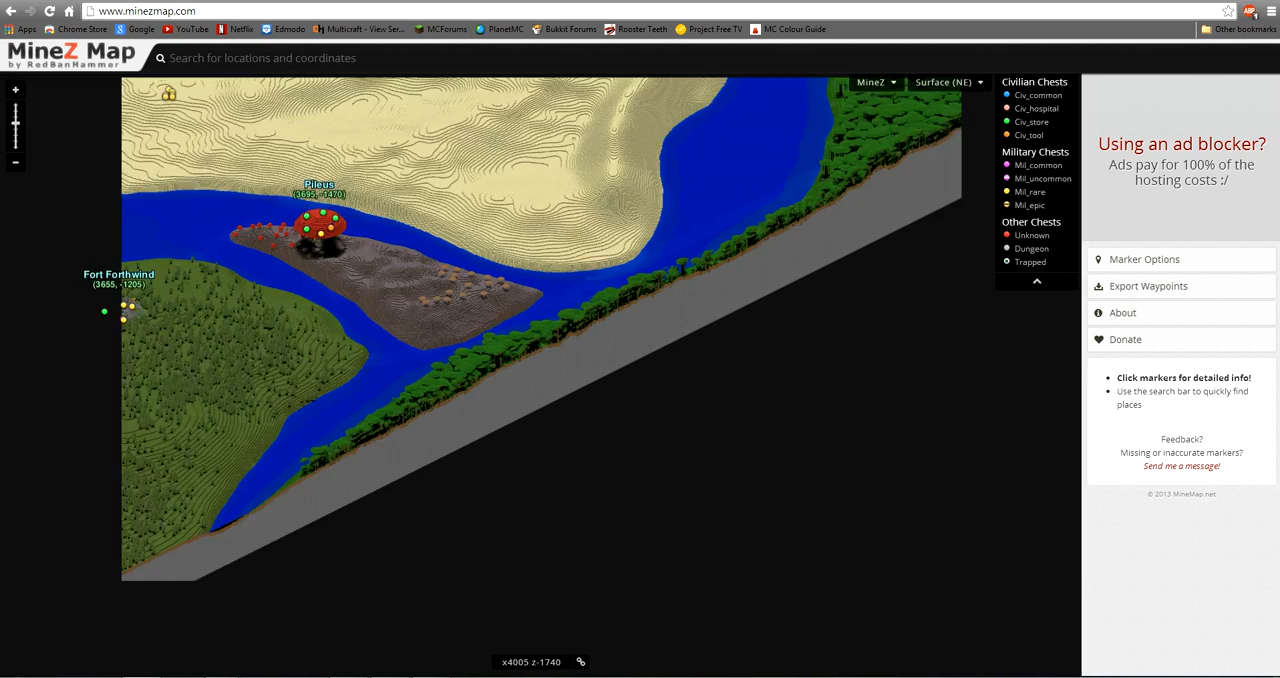 www.minezmap.com
Apps Chrome Store Google YouTube Netflix Edmodo Multicraft - View Ser... MCForums PlanetMC Bukkit Forums Rooster Teeth Project Free TV MC Colour Guide Other bookmarks
MineZ Map
by RedBanHammer
Search for locations and coordinates
MineZ Surface (NE)
Civilian Chests
Civ_common
Civ_hospital
Civ_store
Civ_tool
Military Chests
Mil_common
Mil_uncommon
Mil_rare
Mil_epic
Other Chests
Unknown
Dungeon
Trapped
Pileus
(3695, -1470)
Fort Forthwind
(3655, -1205)
x4005 z-1740
Using an ad blocker?
Ads pay for 100% of the
hosting costs :/
Marker Options
Export Waypoints
About
Donate
Click markers for detailed info!
Use the search bar to quickly find
places
Feedback?
Missing or inaccurate markers?
Send me a message!
© 2013 MineMap.net